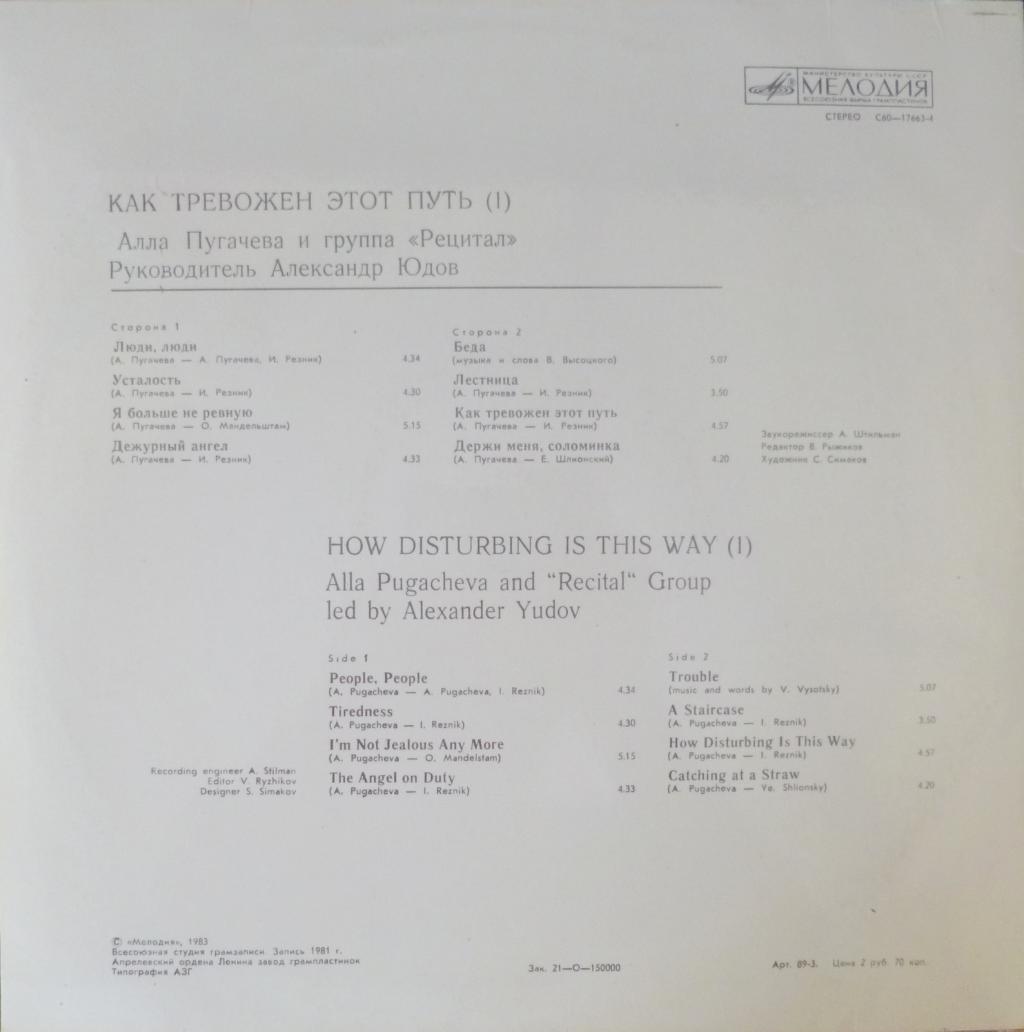 МИНИСТЕРСТВО КУЛЬТУРЫ СССР
МЕЛОДИЯ
ВСЕСОЮЗНАЯ ФИРМА ГРАМПЛАСТИНОК
СТЕРЕО С60—17663-4
КАК ТРЕВОЖЕН ЭТОТ ПУТЬ (I)
Алла Пугачева и группа «Рецитал»
Руководитель Александр Юдов
Сторона 1
Люди, люди
(А. Пугачева — А. Пугачева, И. Резник) 4.34
Усталость
(А. Пугачева — И. Резник) 4.30
Я больше не ревную
(А. Пугачева — О. Мандельштам) 5.15
Дежурный ангел
(А. Пугачева — И. Резник) 4.33
Сторона 2
Беда
(музыка и слова В. Высоцкого) 5.07
Лестница
(А. Пугачева — И. Резник) 3.50
Как тревожен этот путь
(А. Пугачева — И. Резник) 4.57
Держи меня, соломинка
(А. Пугачева — Е. Шлионский) 4.20
Звукорежиссер А. Штильман
Редактор В. Рыжиков
Художник С. Симаков
HOW DISTURBING IS THIS WAY (I)
Alla Pugacheva and “Recital“ Group
led by Alexander Yudov
Side 1
People, People
(A. Pugacheva — A. Pugacheva, I. Reznik) 4.34
Tiredness
(A. Pugacheva — I. Reznik) 4.30
I'm Not Jealous Any More
(A. Pugacheva — O. Mandelstam) 5.15
The Angel on Duty
(A. Pugacheva — I. Reznik) 4.33
Side 2
Trouble
(music and words by V. Vysotsky) 5.07
A Staircase
(A. Pugacheva — I. Reznik) 3.50
How Disturbing Is This Way
(A. Pugacheva — I. Reznik) 4.57
Catching at a Straw
(A. Pugacheva — Ye. Shlionsky) 4.20
Recording engineer A. Stilman
Editor V. Ryzhikov
Designer S. Simakov
© «Мелодия», 1983
Всесоюзная студия грамзаписи. Запись 1981 г.
Апрелевский ордена Ленина завод грампластинок
Типография АЗГ
Зак. 21—О—150000
Арт. 89-3. Цена 2 руб. 70 коп.